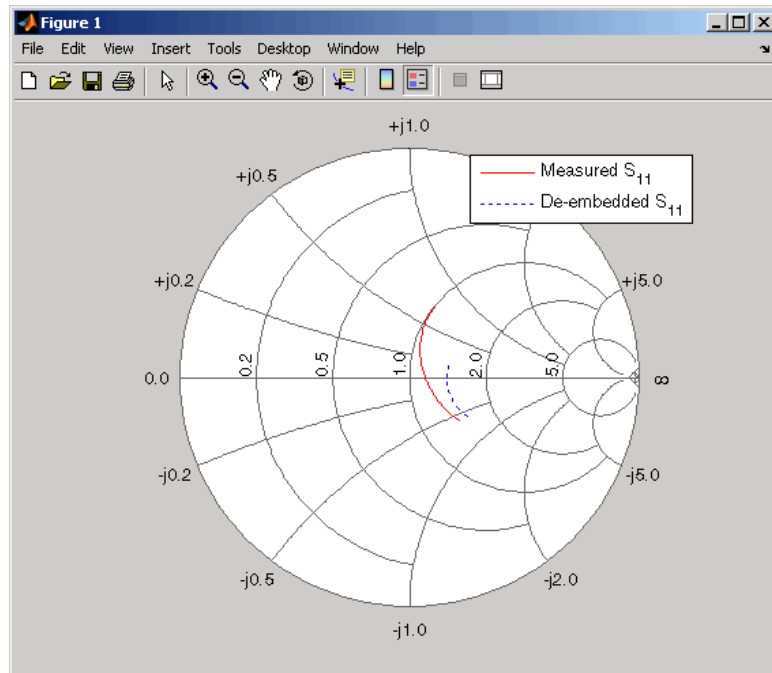 Figure 1
File Edit View Insert Tools Desktop Window Help
+j1.0
Measured S11
De-embedded S11
+j0.5
+j0.2
+j5.0
0.0
0.2
0.5
1.0
2.0
5.0
∞
-j0.2
-j5.0
-j0.5
-j2.0
-j1.0